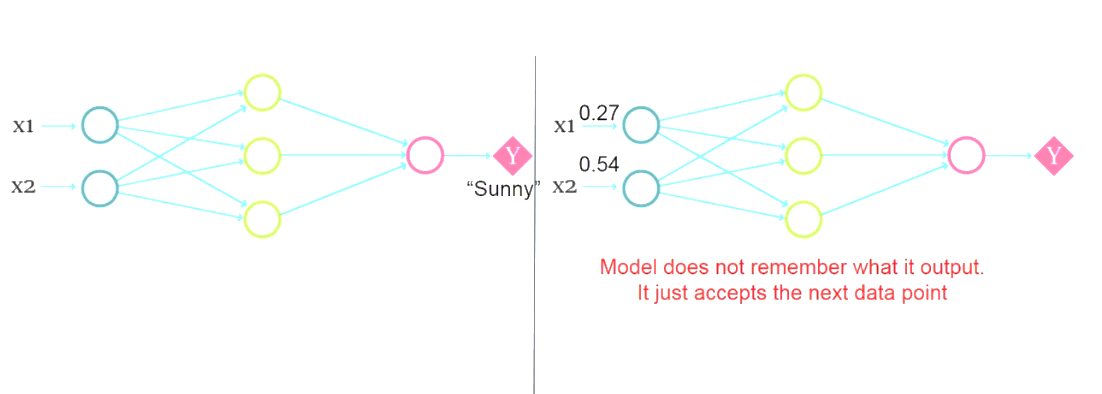 X1
X2
Y
“Sunny”
0.27
X1
0.54
X2
Y
Model does not remember what it output.
It just accepts the next data point